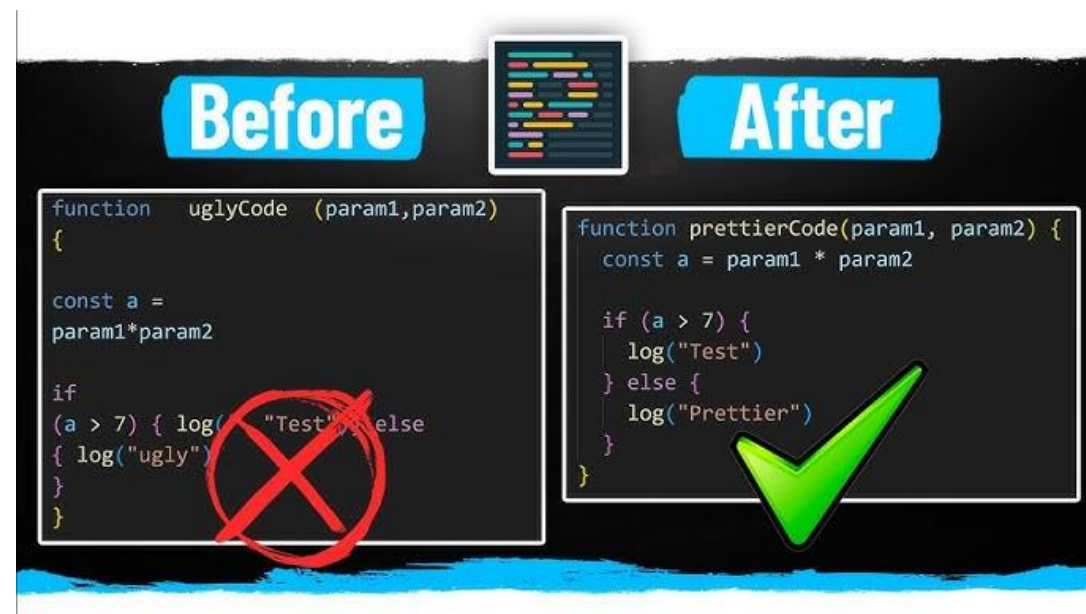 Before
After
function uglyCode (param1,param2)
{
const a =
param1*param2
if
(a > 7) { log( "Test") else
{ log("ugly")
}
}
function prettierCode(param1, param2) {
const a = param1 * param2
if (a > 7) {
log("Test")
} else {
log("Prettier")
}
}